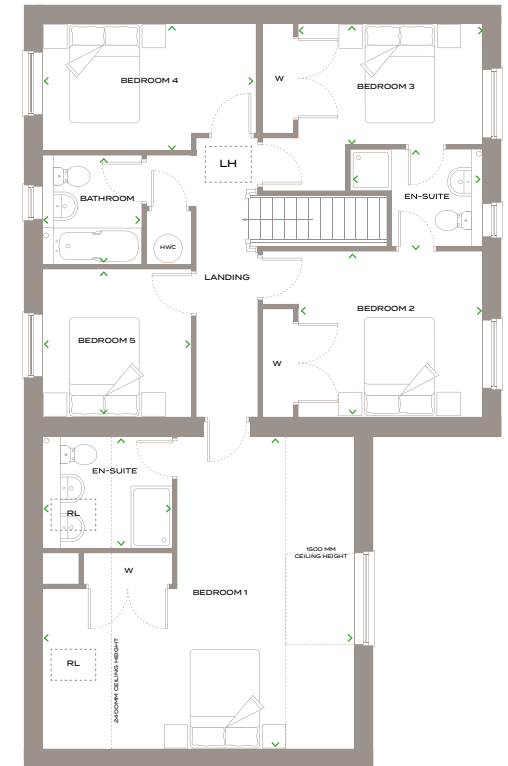 BEDROOM 4
W
BEDROOM 3
LH
BATHROOM
EN-SUITE
HWC
LANDING
BEDROOM 2
BEDROOM 5
W
EN-SUITE
RL
1500 MM
CEILING HEIGHT
W
BEDROOM 1
RL
2400MM CEILING HEIGHT